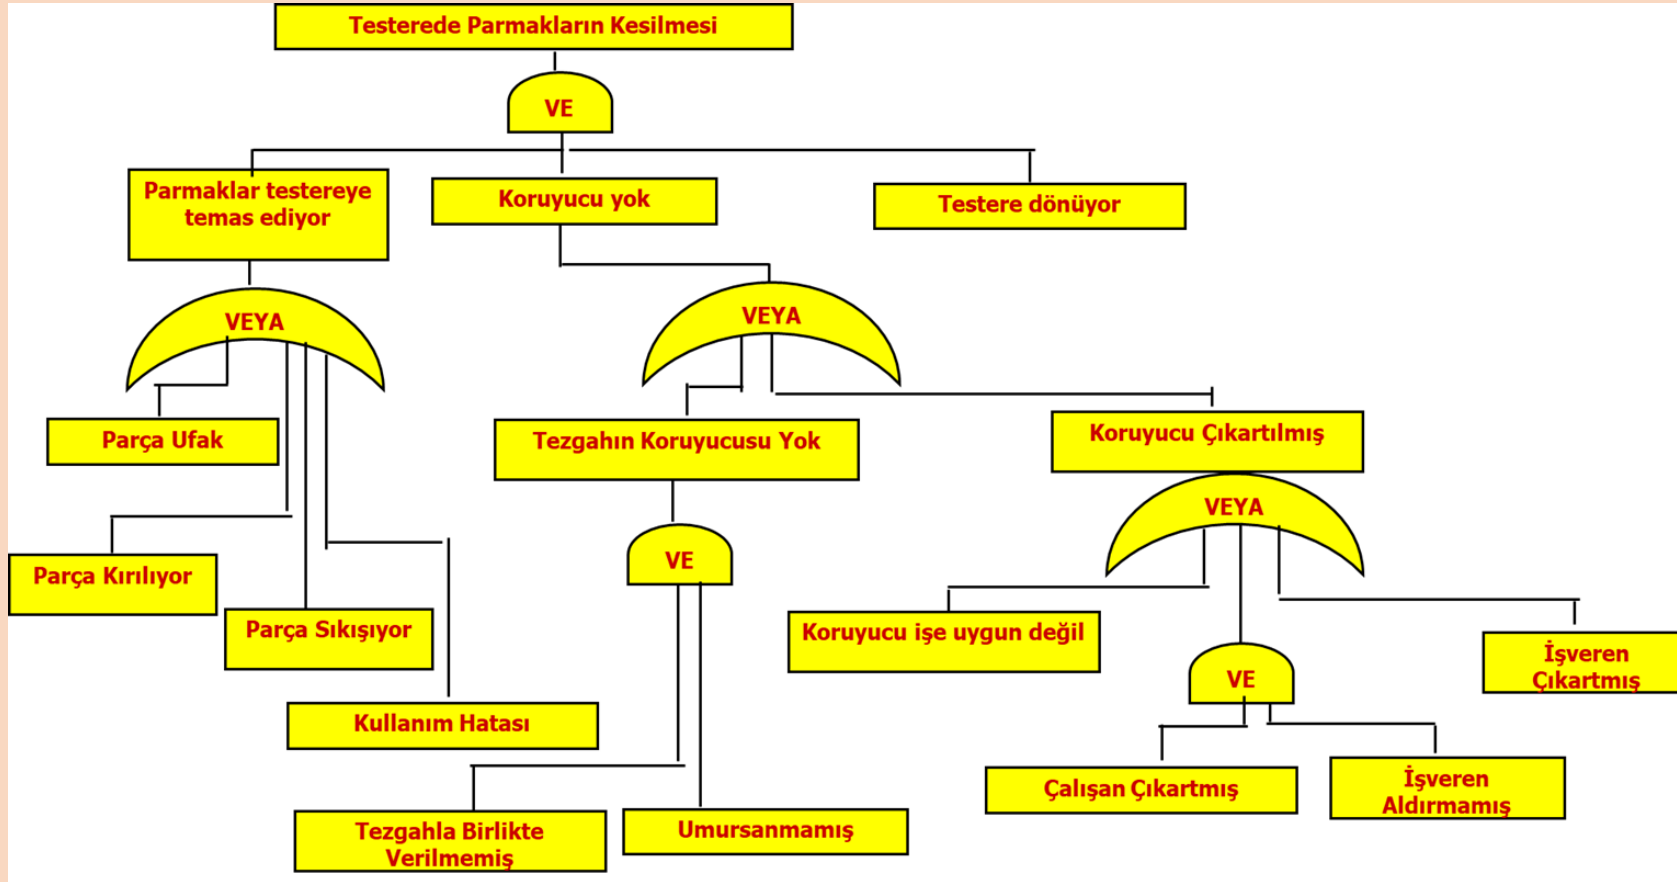 Testerede Parmakların Kesilmesi
VE
Parmaklar testereye
temas ediyor
Koruyucu yok
Testere dönüyor
VEYA
VEYA
Parça Ufak
Tezgahın Koruyucusu Yok
Koruyucu Çıkartılmış
VEYA
VE
Parça Kırılıyor
Parça Sıkışıyor
Koruyucu işe uygun değil
İşveren
Çıkartmış
VE
Kullanım Hatası
Çalışan Çıkartmış
İşveren
Aldırmamış
Tezgahla Birlikte
Verilmemiş
Umursanmamış